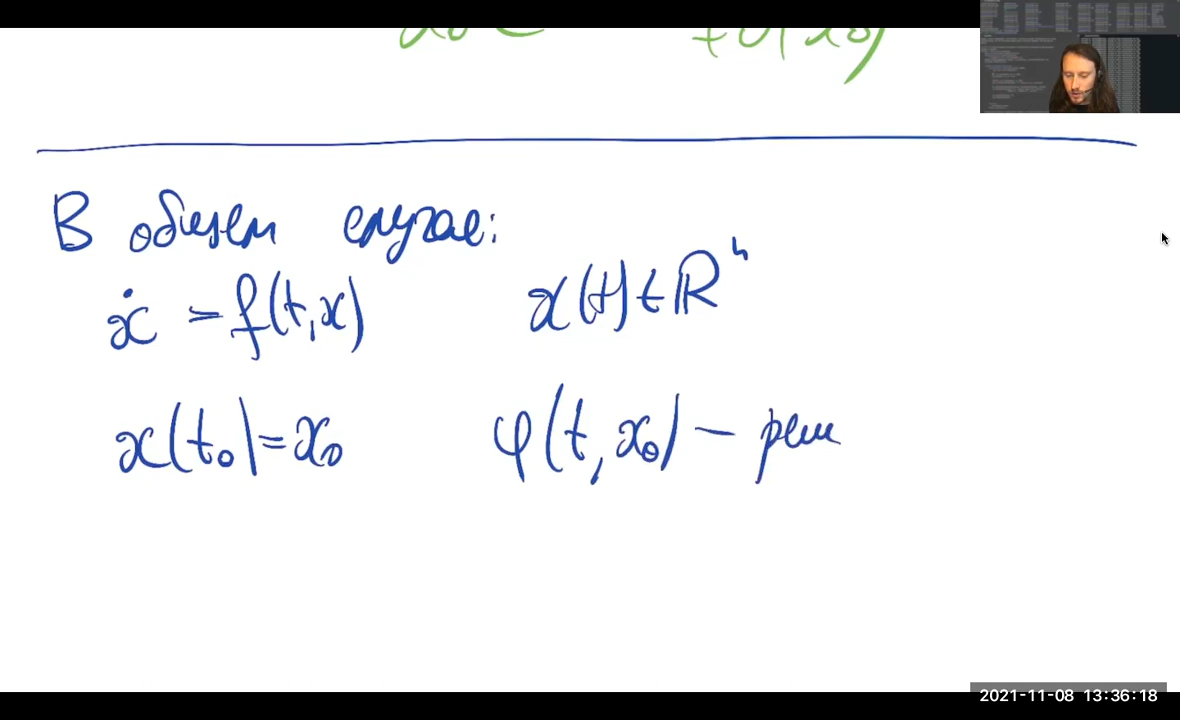 В общем случае:
ẋ = f(t,x) x(t) ∈ ℝⁿ
x(t₀) = x₀ φ(t, x₀) — реш
2021-11-08 13:36:18